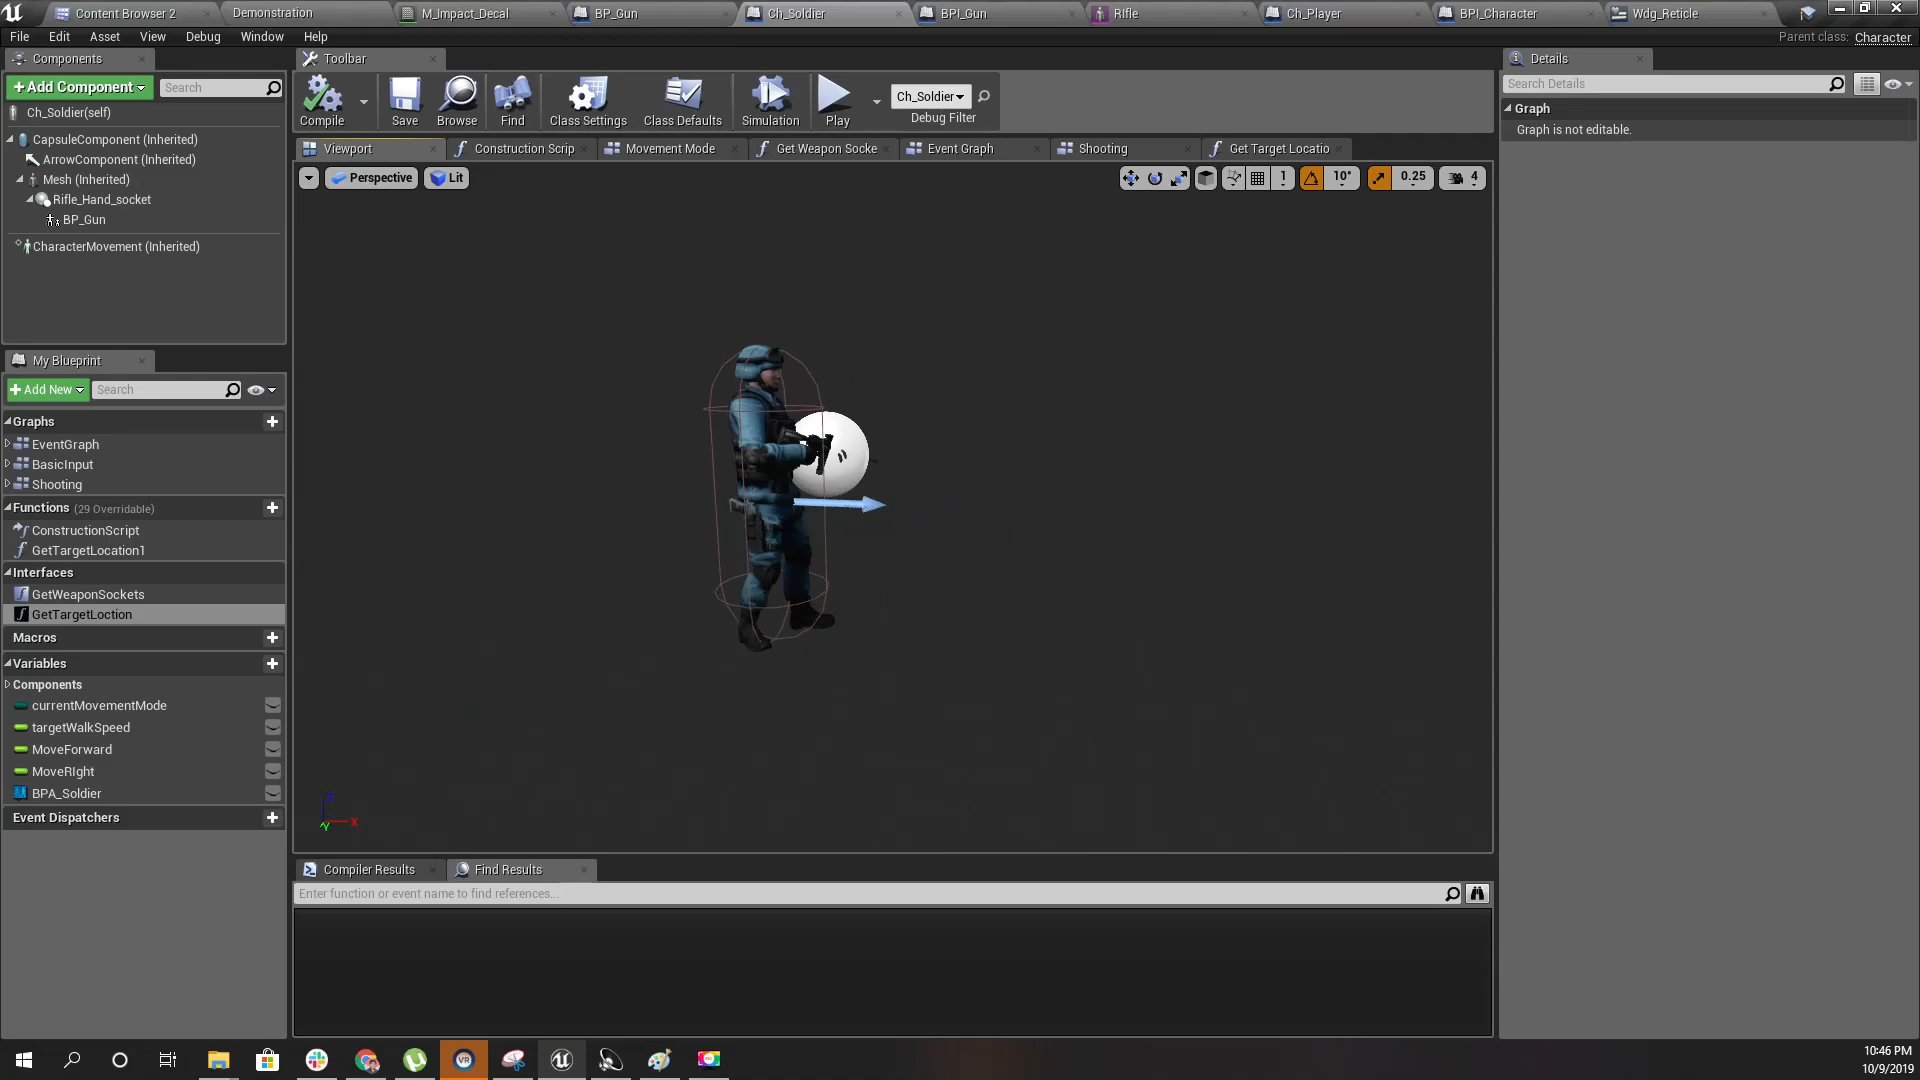 Content Browser 2
Demonstration
M_Impact_Decal
BP_Gun
Ch_Soldier
BPI_Gun
RIfle
Ch_Player
BPI_Character
Wdg_Reticle
File Edit Asset View Debug Window Help
Parent class: Character
Components
Toolbar
Details
+ Add Component
Search
Compile
Save
Browse
Find
Class Settings
Class Defaults
Simulation
Play
Ch_Soldier
Debug Filter
Search Details
Graph
Graph is not editable.
Ch_Soldier(self)
CapsuleComponent (Inherited)
ArrowComponent (Inherited)
Mesh (Inherited)
Rifle_Hand_socket
BP_Gun
CharacterMovement (Inherited)
Viewport
Construction Scrip
Movement Mode
Get Weapon Socke
Event Graph
Shooting
Get Target Locatio
Perspective
Lit
1
10°
0.25
4
My Blueprint
+ Add New
Search
Graphs
EventGraph
BasicInput
Shooting
Functions (29 Overridable)
ConstructionScript
GetTargetLocation1
Interfaces
GetWeaponSockets
GetTargetLoction
Macros
Variables
Components
currentMovementMode
targetWalkSpeed
MoveForward
MoveRIght
BPA_Soldier
Event Dispatchers
Z
X
Y
Compiler Results
Find Results
Enter function or event name to find references...
VR
10:46 PM
10/9/2019